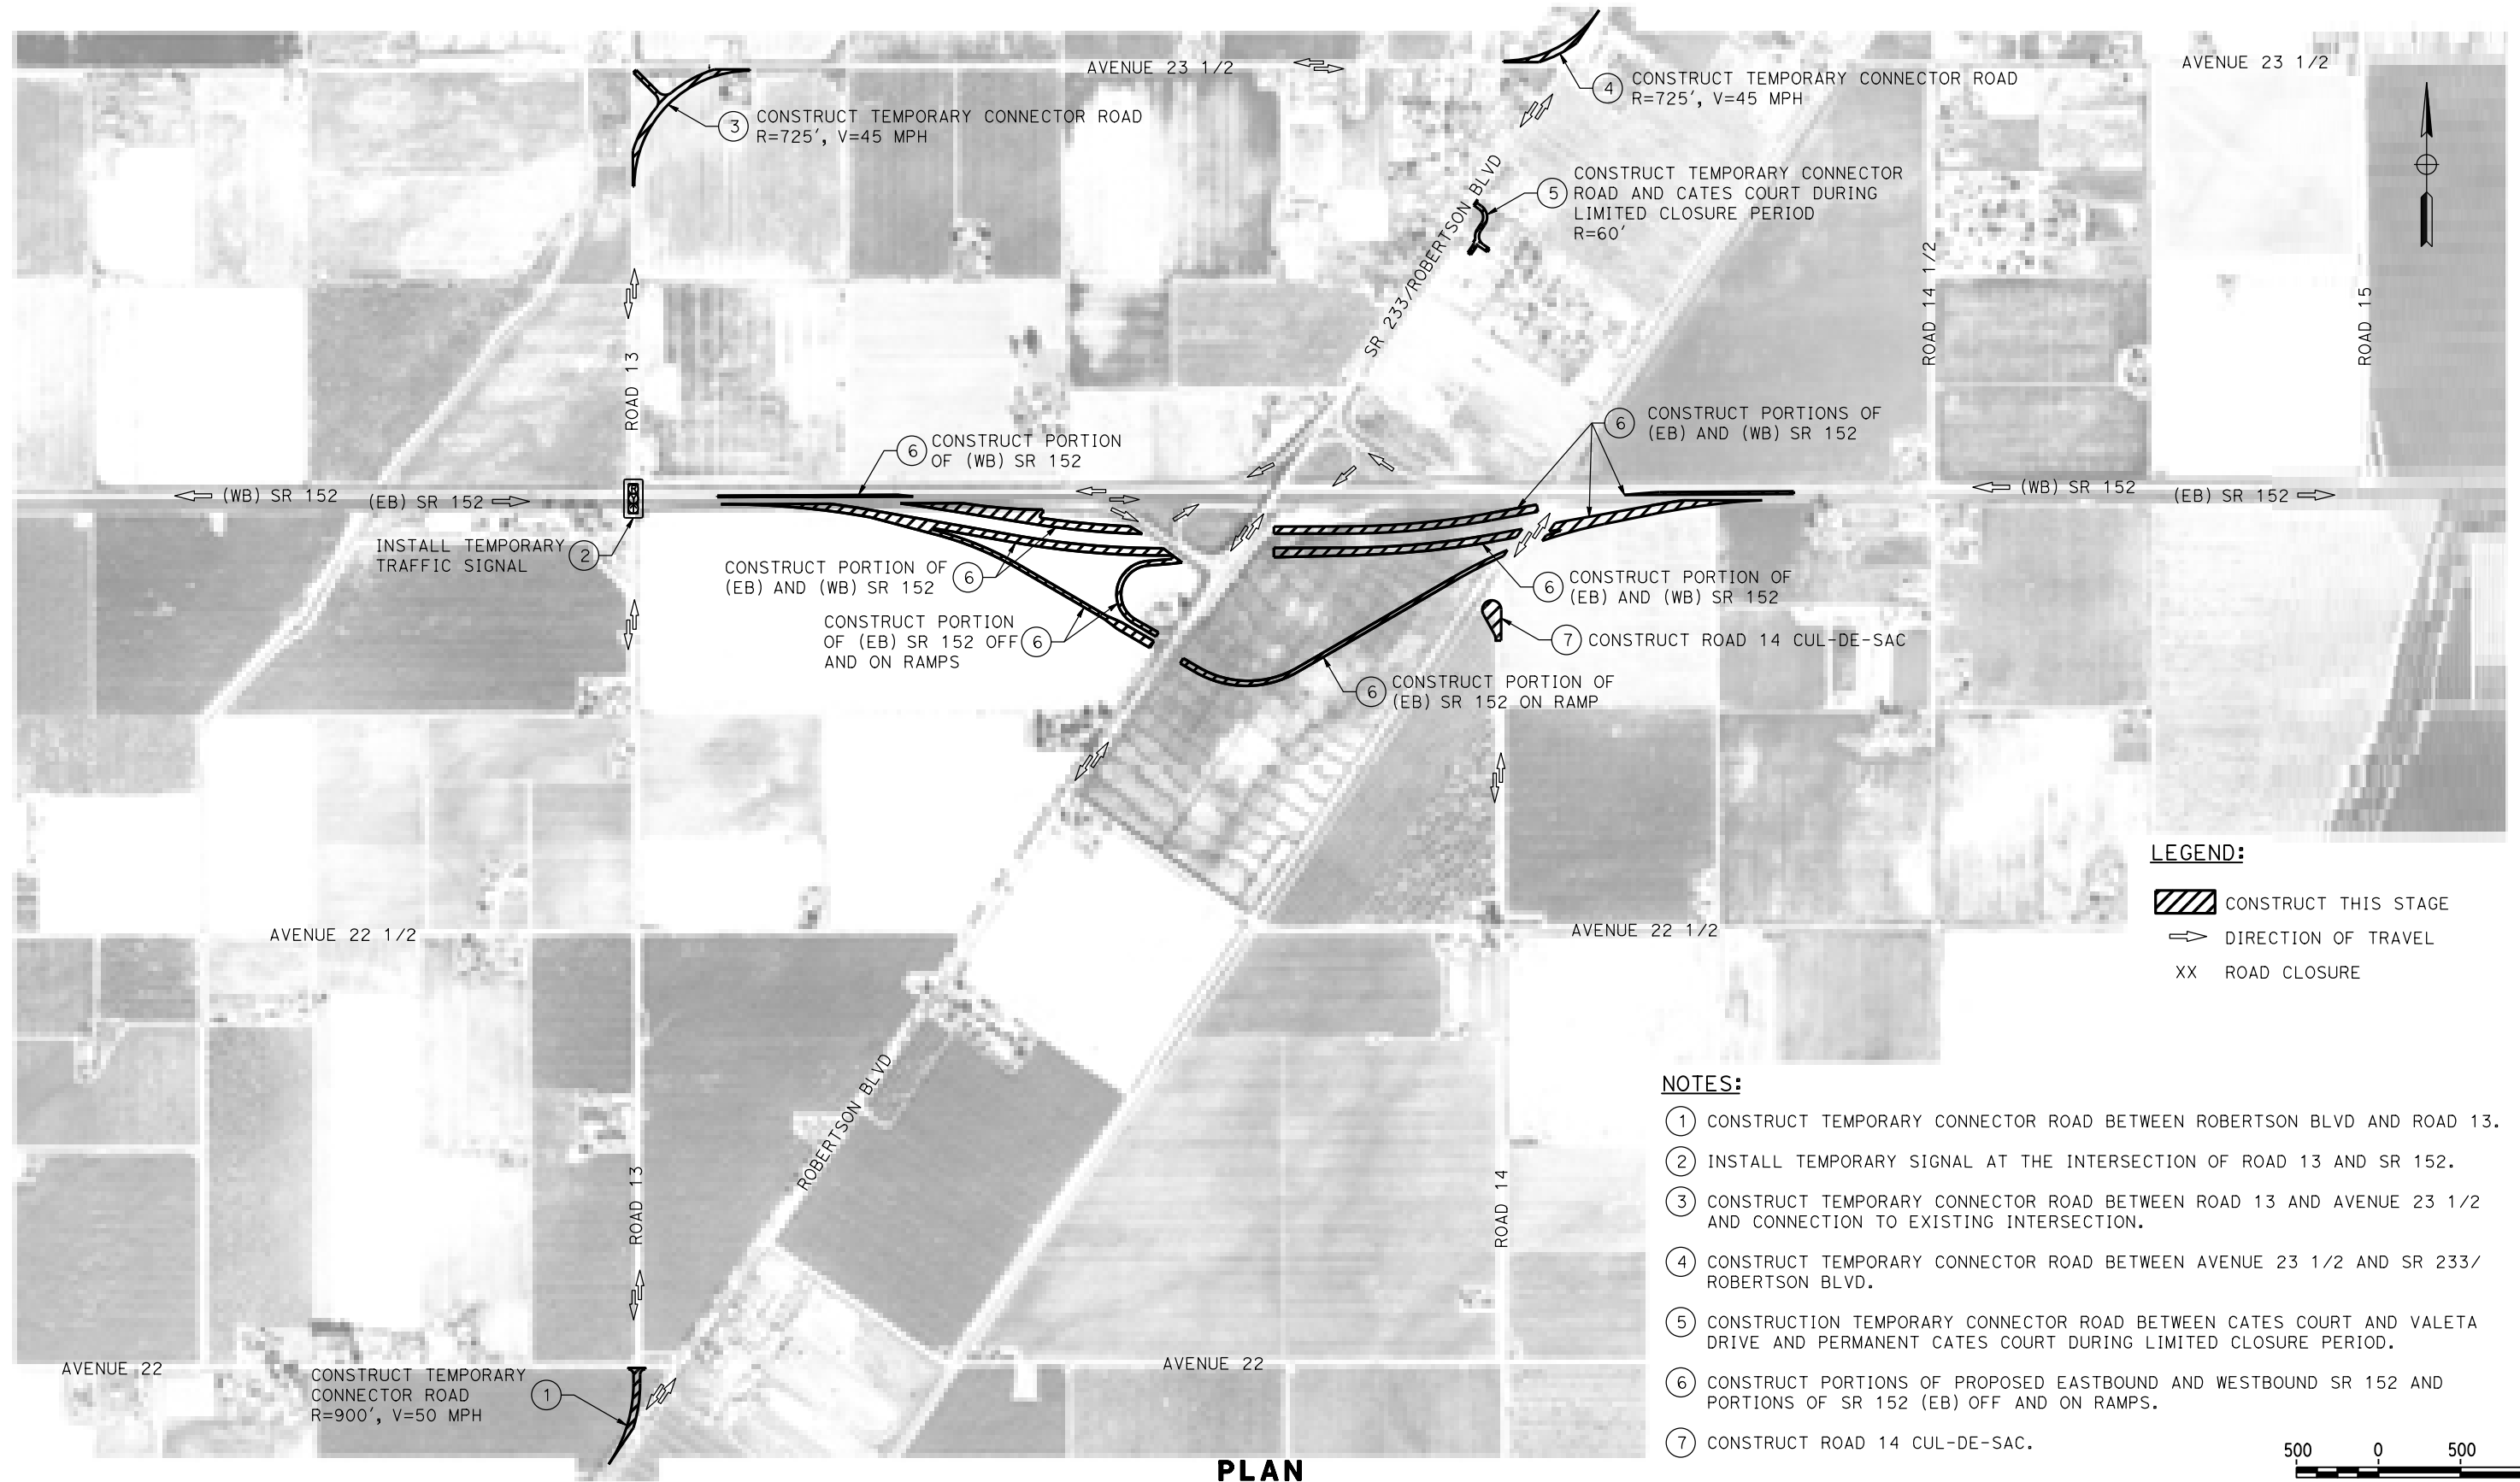 AVENUE 23 1/2
AVENUE 23 1/2
4 CONSTRUCT TEMPORARY CONNECTOR ROAD
R=725', V=45 MPH
3 CONSTRUCT TEMPORARY CONNECTOR ROAD
R=725', V=45 MPH
5 CONSTRUCT TEMPORARY CONNECTOR
ROAD AND CATES COURT DURING
LIMITED CLOSURE PERIOD
R=60'
SR 233/ROBERTSON BLVD
ROAD 14 1/2
ROAD 15
ROAD 13
6 CONSTRUCT PORTION
OF (WB) SR 152
6 CONSTRUCT PORTIONS OF
(EB) AND (WB) SR 152
(WB) SR 152
(EB) SR 152
(WB) SR 152
(EB) SR 152
INSTALL TEMPORARY
TRAFFIC SIGNAL 2
CONSTRUCT PORTION OF
(EB) AND (WB) SR 152 6
6 CONSTRUCT PORTION OF
(EB) AND (WB) SR 152
CONSTRUCT PORTION
OF (EB) SR 152 OFF 6
AND ON RAMPS
7 CONSTRUCT ROAD 14 CUL-DE-SAC
6 CONSTRUCT PORTION OF
(EB) SR 152 ON RAMP
LEGEND:
CONSTRUCT THIS STAGE
DIRECTION OF TRAVEL
XX ROAD CLOSURE
AVENUE 22 1/2
AVENUE 22 1/2
ROBERTSON BLVD
ROAD 13
ROAD 14
AVENUE 22
AVENUE 22
CONSTRUCT TEMPORARY
CONNECTOR ROAD 1
R=900', V=50 MPH
NOTES:
1 CONSTRUCT TEMPORARY CONNECTOR ROAD BETWEEN ROBERTSON BLVD AND ROAD 13.
2 INSTALL TEMPORARY SIGNAL AT THE INTERSECTION OF ROAD 13 AND SR 152.
3 CONSTRUCT TEMPORARY CONNECTOR ROAD BETWEEN ROAD 13 AND AVENUE 23 1/2
AND CONNECTION TO EXISTING INTERSECTION.
4 CONSTRUCT TEMPORARY CONNECTOR ROAD BETWEEN AVENUE 23 1/2 AND SR 233/
ROBERTSON BLVD.
5 CONSTRUCTION TEMPORARY CONNECTOR ROAD BETWEEN CATES COURT AND VALETA
DRIVE AND PERMANENT CATES COURT DURING LIMITED CLOSURE PERIOD.
6 CONSTRUCT PORTIONS OF PROPOSED EASTBOUND AND WESTBOUND SR 152 AND
PORTIONS OF SR 152 (EB) OFF AND ON RAMPS.
7 CONSTRUCT ROAD 14 CUL-DE-SAC.
500 0 500
PLAN